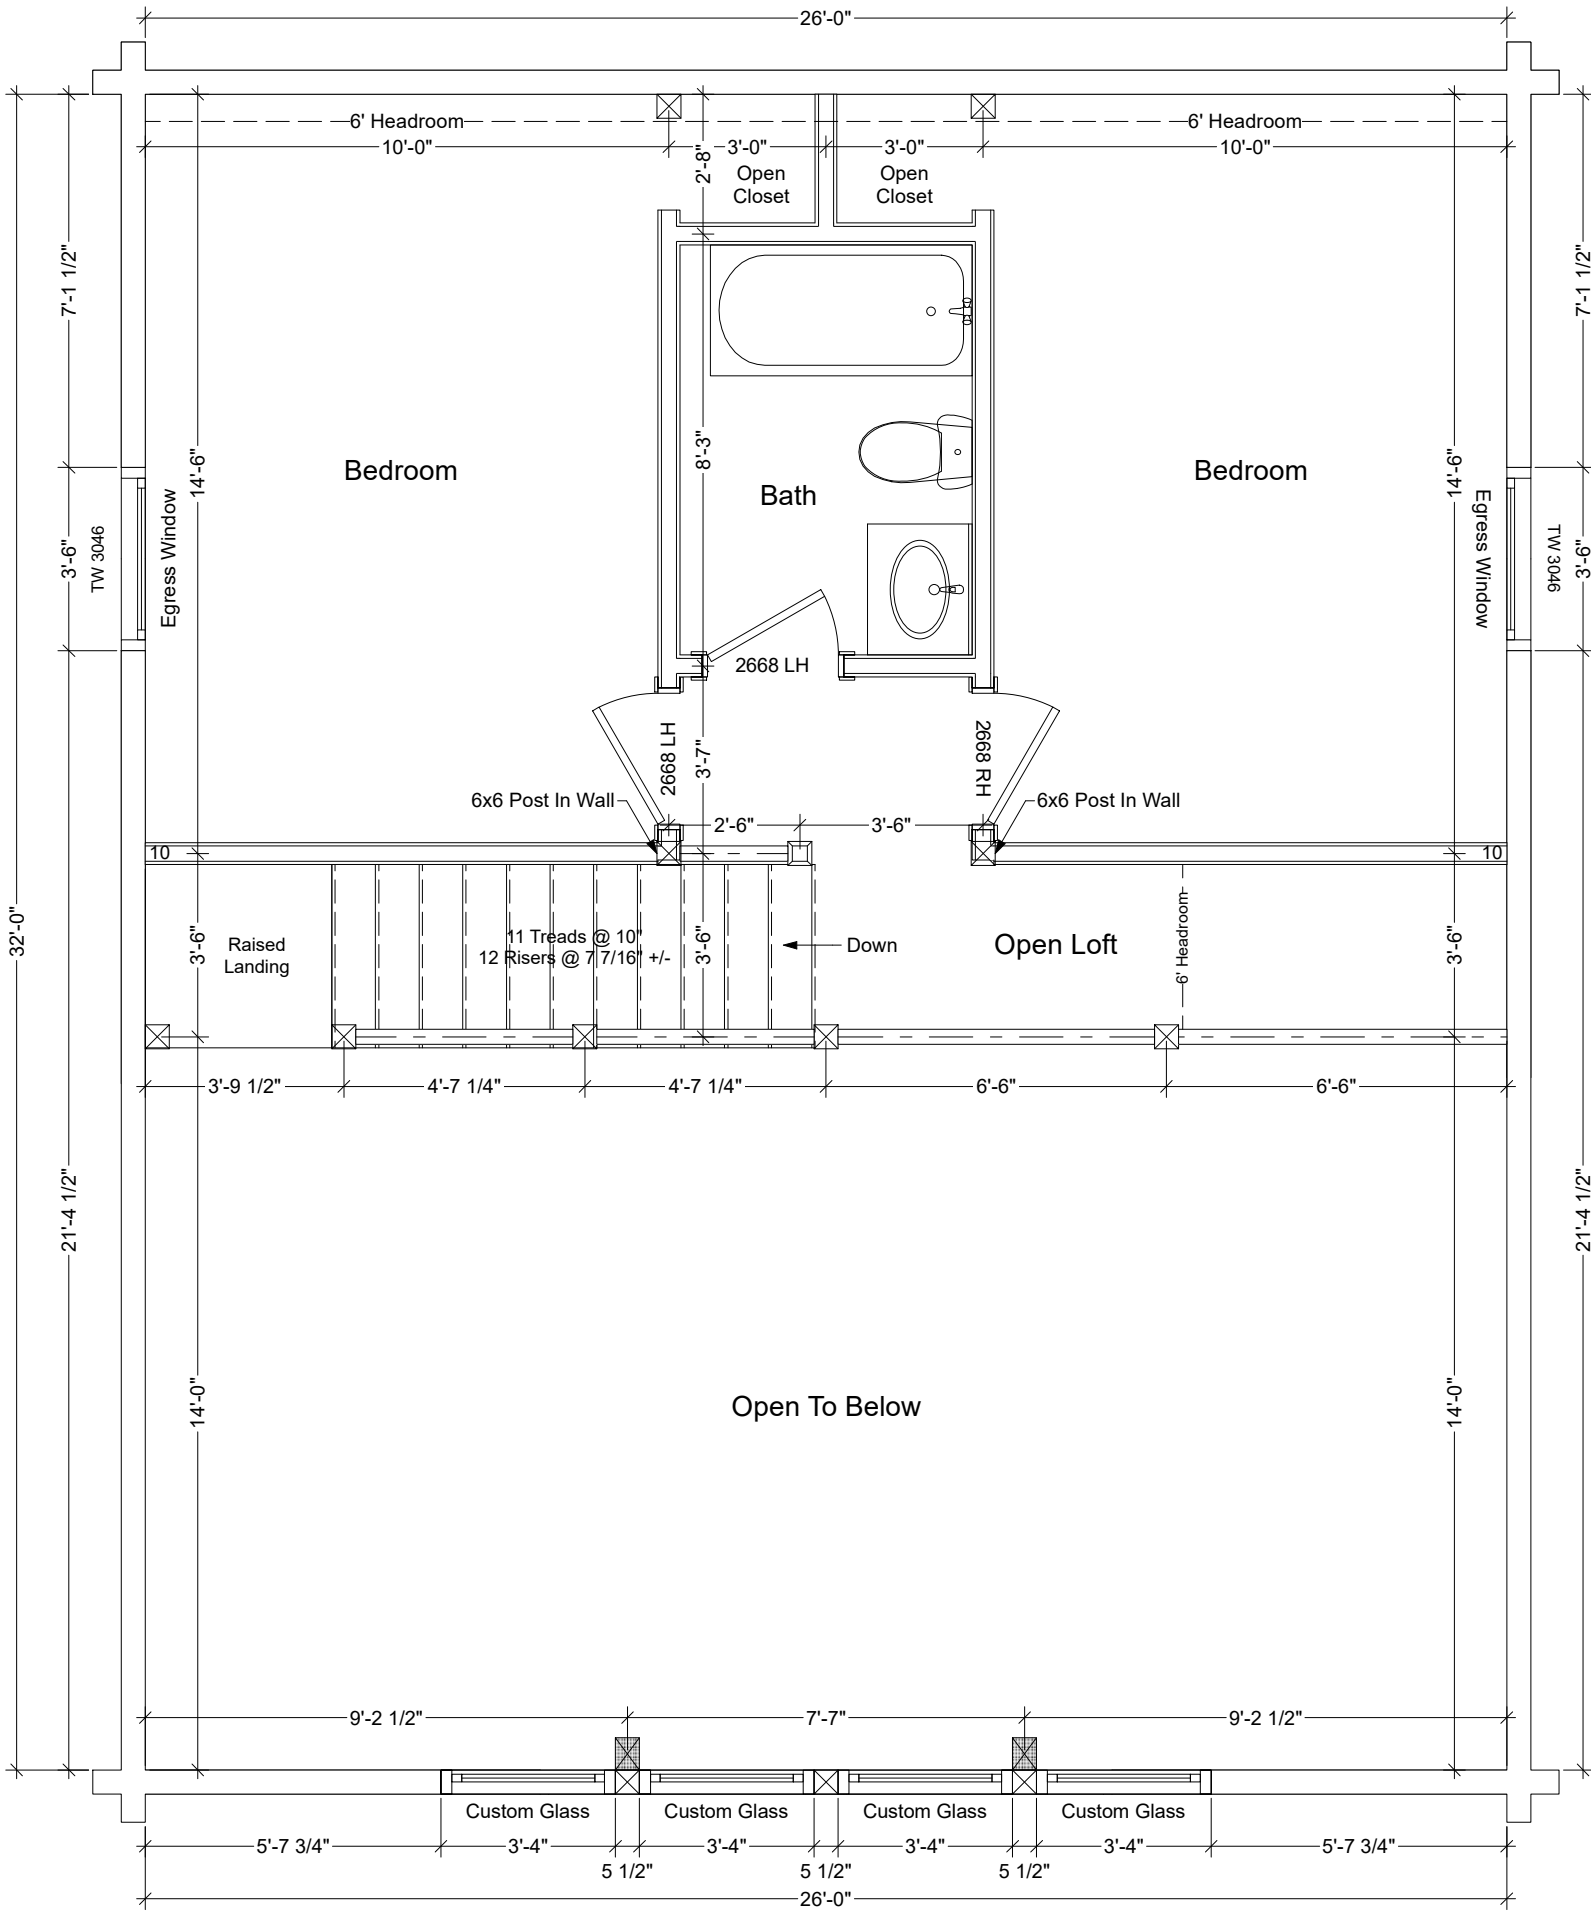 26'-0"
6' Headroom
6' Headroom
10'-0"
3'-0"
3'-0"
10'-0"
2'-8"
Open
Closet
Open
Closet
7'-1 1/2"
7'-1 1/2"
14'-6"
8'-3"
14'-6"
Bedroom
Bath
Bedroom
3'-6"
TW 3046
Egress Window
Egress Window
TW 3046
3'-6"
2668 LH
2668 LH
3'-7"
2668 RH
6x6 Post In Wall
6x6 Post In Wall
2'-6"
3'-6"
10
10
32'-0"
3'-6"
Raised
Landing
11 Treads @ 10"
12 Risers @ 7 7/16" +/-
3'-6"
Down
Open Loft
6' Headroom
3'-6"
3'-9 1/2"
4'-7 1/4"
4'-7 1/4"
6'-6"
6'-6"
21'-4 1/2"
21'-4 1/2"
14'-0"
Open To Below
14'-0"
9'-2 1/2"
7'-7"
9'-2 1/2"
Custom Glass
Custom Glass
Custom Glass
Custom Glass
5'-7 3/4"
3'-4"
3'-4"
3'-4"
3'-4"
5'-7 3/4"
5 1/2"
5 1/2"
5 1/2"
26'-0"